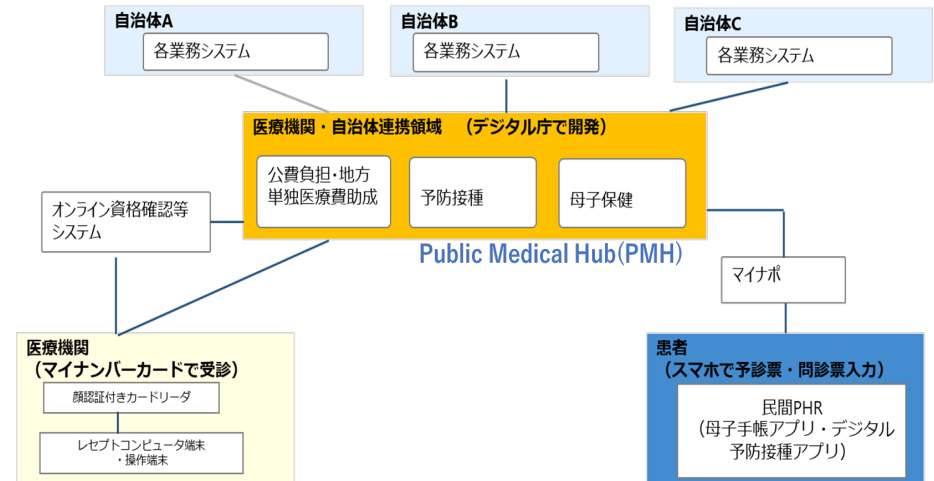 自治体A
各業務システム
自治体B
各業務システム
自治体C
各業務システム
医療機関・自治体連携領域　（デジタル庁で開発）
公費負担・地方
単独医療費助成
予防接種
母子保健
Public Medical Hub(PMH)
オンライン資格確認等
システム
マイナポ
医療機関
（マイナンバーカードで受診）
顔認証付きカードリーダ
レセプトコンピュータ端末
・操作端末
患者
（スマホで予診票・問診票入力）
民間PHR
（母子手帳アプリ・デジタル
予防接種アプリ）